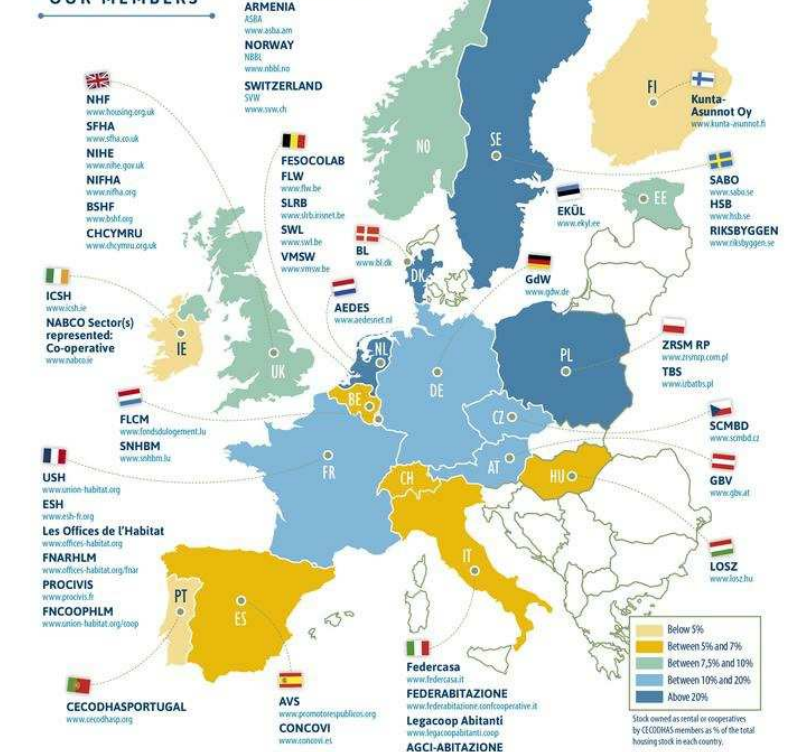 OUR MEMBERS
ARMENIA
ASBA
www.asba.am
NORWAY
NBBL
www.nbbl.no
SWITZERLAND
SVW
www.svw.ch
NHF
www.housing.org.uk
SFHA
www.sfha.co.uk
NIHE
www.nihe.gov.uk
NIFHA
www.nifha.org
BSHF
www.bshf.org
CHCYMRU
www.chcymru.org.uk
FESOCOLAB
FLW
www.flw.be
SLRB
www.slrb.irisnet.be
SWL
www.swl.be
VMSW
www.vmsw.be
BL
www.bl.dk
AEDES
www.aedesnet.nl
GdW
www.gdw.de
EKÜL
www.ekyl.ee
Kunta-
Asunnot Oy
www.kunta-asunnot.fi
SABO
www.sabo.se
HSB
www.hsb.se
RIKSBYGGEN
www.riksbyggen.se
ICSH
www.icsh.ie
NABCO Sector(s)
represented:
Co-operative
www.nabco.ie
FLCM
www.fondsdulogement.lu
SNHBM
www.snhbm.lu
USH
www.union-habitat.org
ESH
www.esh-fr.org
Les Offices de l'Habitat
www.offices-habitat.org
FNARHLM
www.offices-habitat.org/fnar
PROCIVIS
www.procivis.fr
FNCOOPHLM
www.union-habitat.org/coop
CECODHASPORTUGAL
www.cecodhasp.org
AVS
www.promotorespublicos.org
CONCOVI
www.concovi.es
Federcasa
www.federcasa.it
FEDERABITAZIONE
www.federabitazione.confcooperative.it
Legacoop Abitanti
www.legacoopabitanti.coop
AGCI-ABITAZIONE
ZRSM RP
www.zrsmrp.com.pl
TBS
www.izbatbs.pl
SCMBD
www.scmbd.cz
GBV
www.gbv.at
LOSZ
www.losz.hu
FI
NO
SE
EE
DK
IE
UK
NL
BE
DE
PL
CZ
FR
AT
CH
HU
IT
PT
ES
Below 5%
Between 5% and 7%
Between 7,5% and 10%
Between 10% and 20%
Above 20%
Stock owned as rental or cooperatives
by CECODHAS members as % of the total
housing stock in each country.